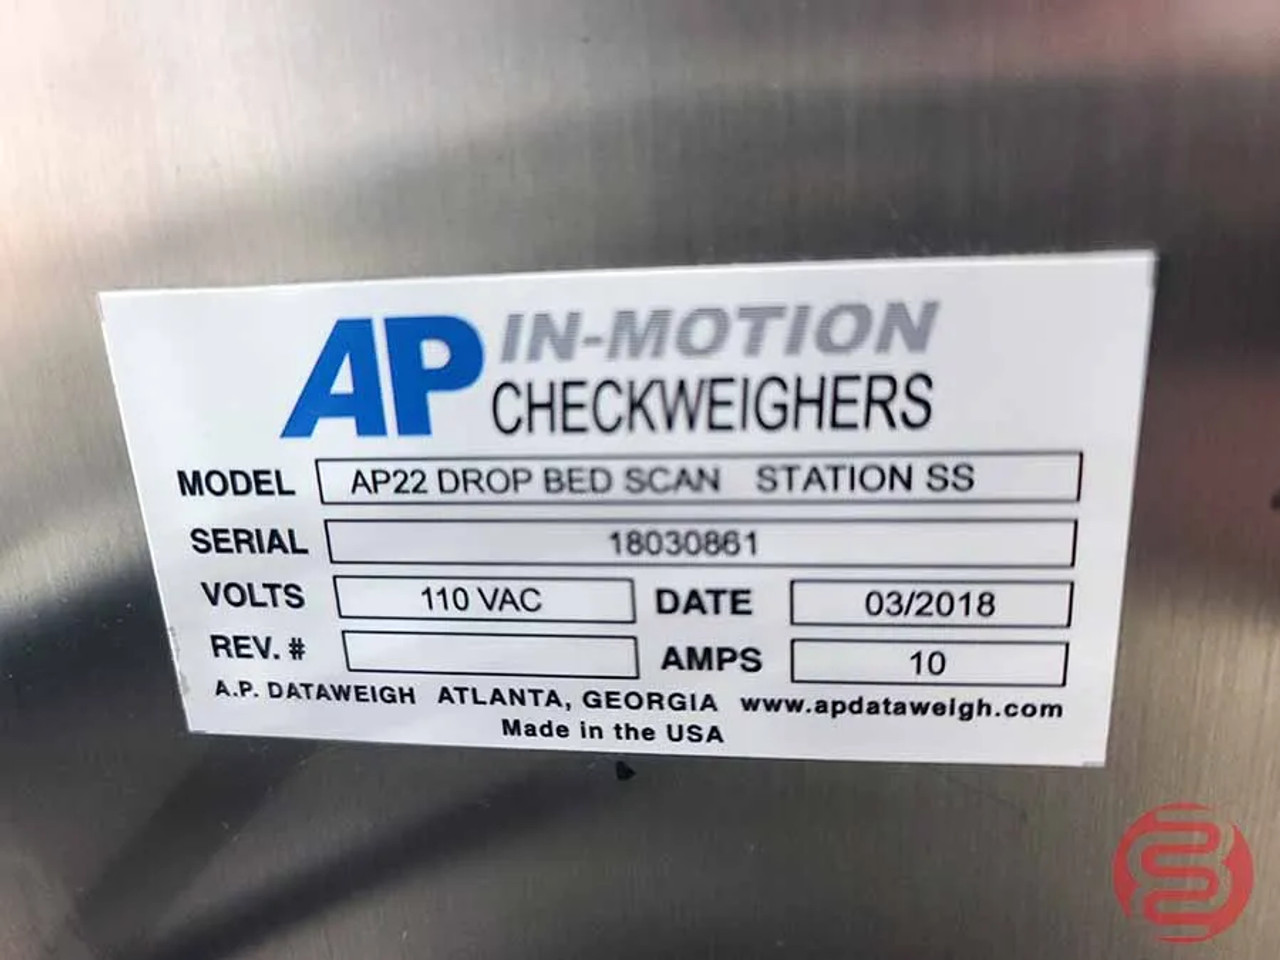 AP IN-MOTION
CHECKWEIGHERS
MODEL AP22 DROP BED SCAN STATION SS
SERIAL 18030861
VOLTS 110 VAC DATE 03/2018
REV. # AMPS 10
A.P. DATAWEIGH ATLANTA, GEORGIA www.apdataweigh.com
Made in the USA